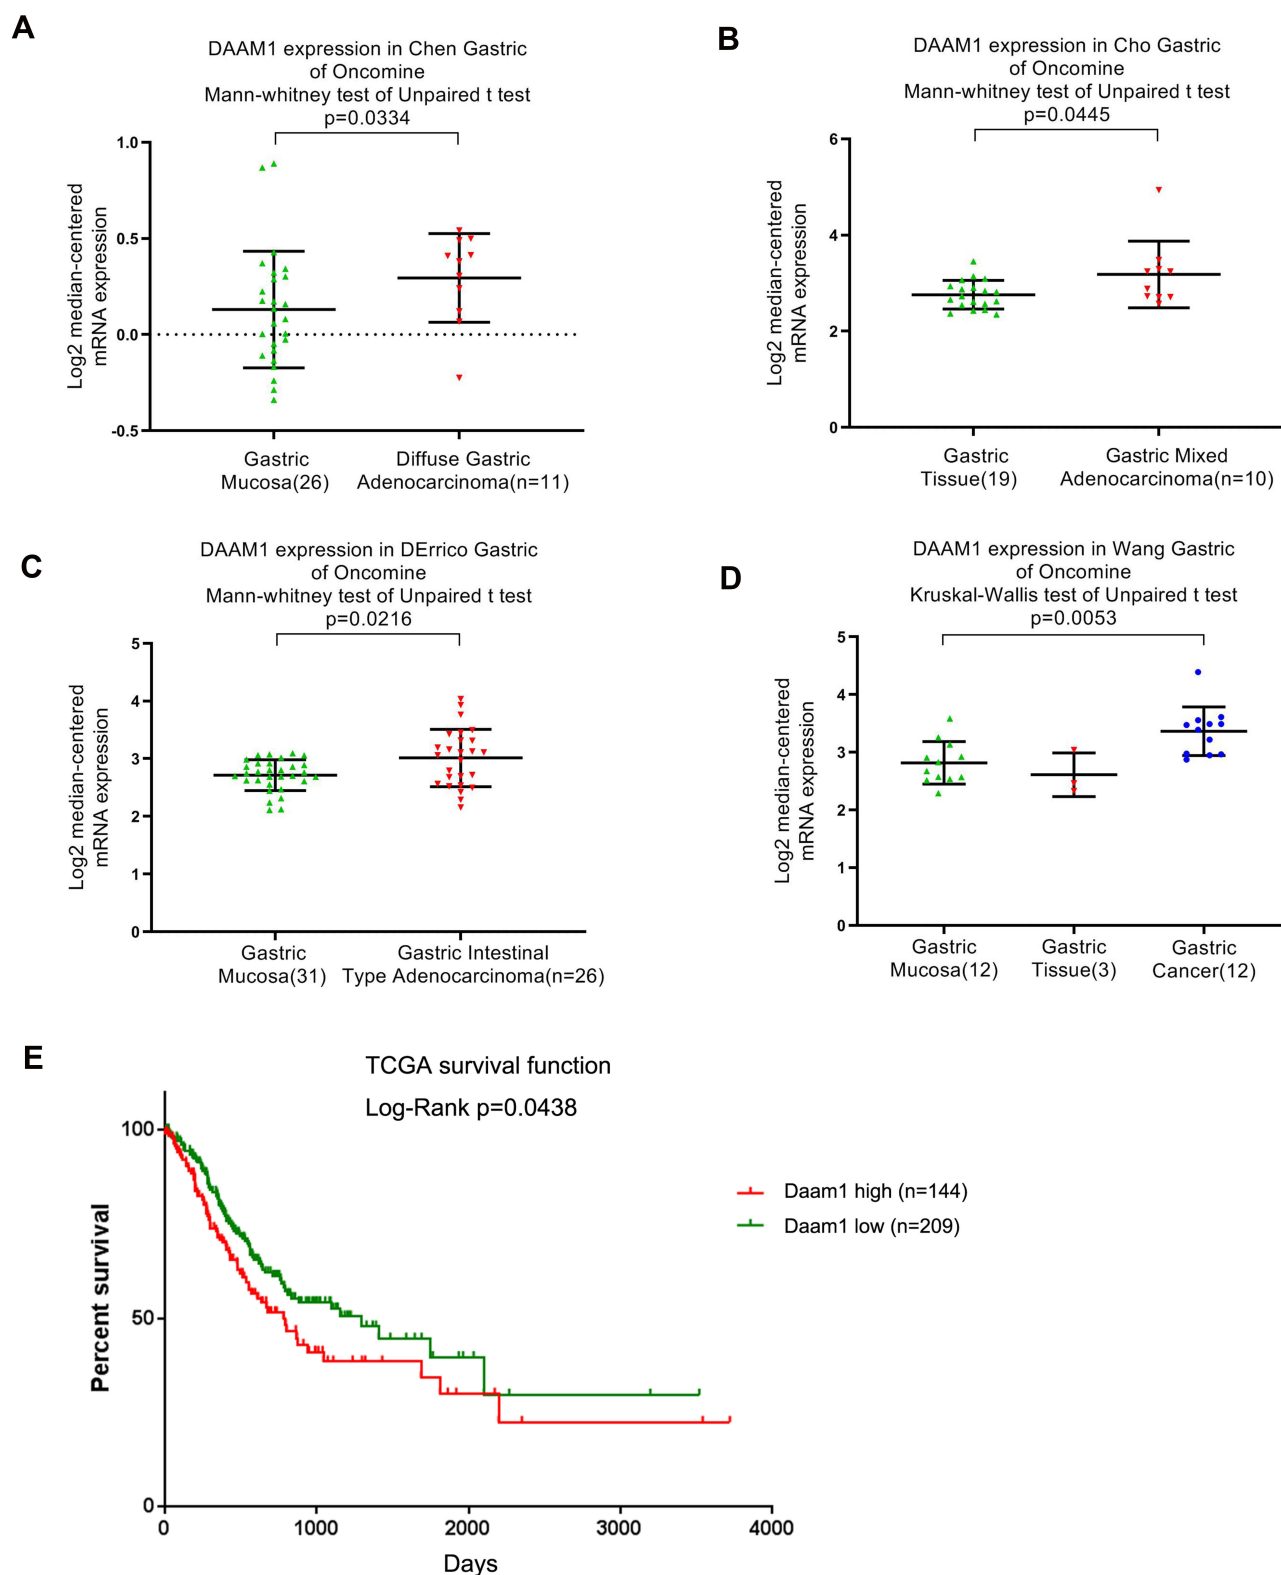 A
DAAM1 expression in Chen Gastric
of Oncomine
Mann-whitney test of Unpaired t test
p=0.0334
Log2 median-centered
mRNA expression
1.0
0.5
0.0
-0.5
Gastric
Mucosa(26)
Diffuse Gastric
Adenocarcinoma(n=11)
B
DAAM1 expression in Cho Gastric
of Oncomine
Mann-whitney test of Unpaired t test
p=0.0445
Log2 median-centered
mRNA expression
6
4
2
0
Gastric
Tissue(19)
Gastric Mixed
Adenocarcinoma(n=10)
C
DAAM1 expression in DErrico Gastric
of Oncomine
Mann-whitney test of Unpaired t test
p=0.0216
Log2 median-centered
mRNA expression
5
4
3
2
1
0
Gastric
Mucosa(31)
Gastric Intestinal
Type Adenocarcinoma(n=26)
D
DAAM1 expression in Wang Gastric
of Oncomine
Kruskal-Wallis test of Unpaired t test
p=0.0053
Log2 median-centered
mRNA expression
5
4
3
2
1
0
Gastric
Mucosa(12)
Gastric
Tissue(3)
Gastric
Cancer(12)
E
TCGA survival function
Log-Rank p=0.0438
Percent survival
100
50
0
0 1000 2000 3000 4000
Days
Daam1 high (n=144)
Daam1 low (n=209)